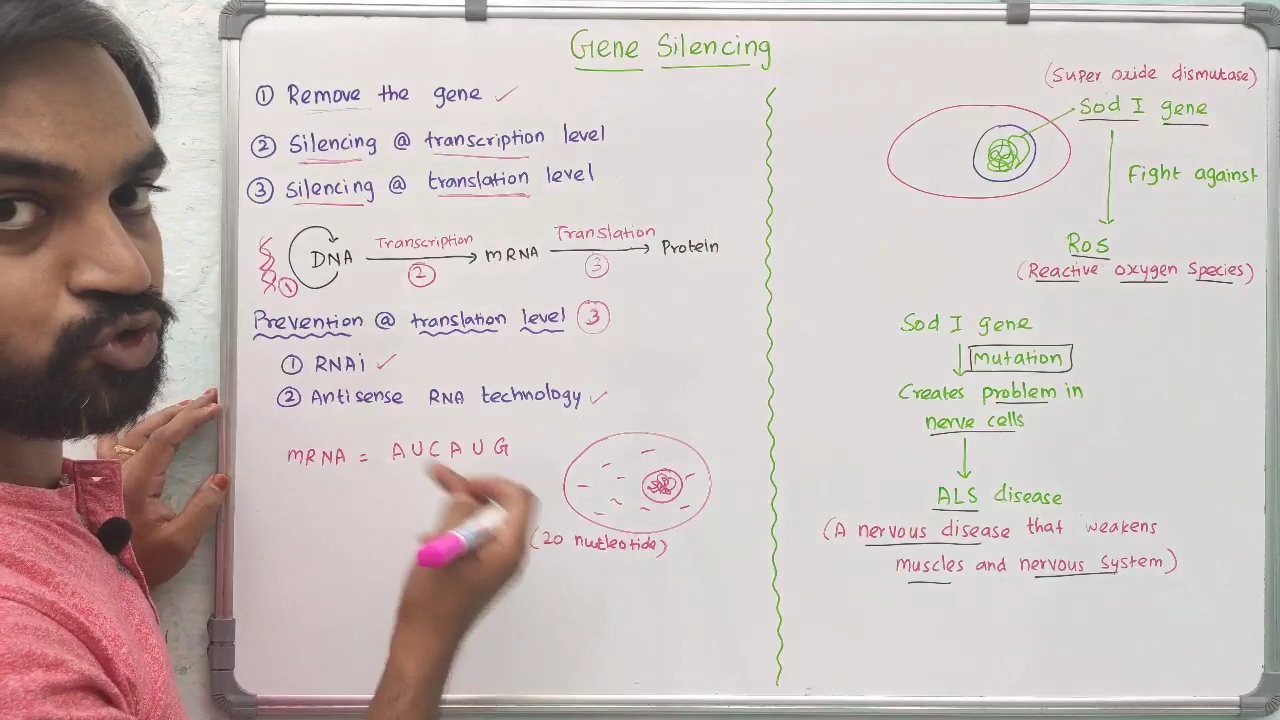 Gene Silencing
① Remove the gene ✓
② Silencing @ transcription level
③ Silencing @ translation level
① DNA Transcription ② mRNA Translation ③ Protein
Prevention @ translation level ③
① RNAi ✓
② Antisense RNA technology ✓
mRNA = AUCAUG
(20 nucleotide)
(Super oxide dismutase)
Sod I gene
Fight against
Ros
(Reactive oxygen Species)
Sod I gene
Mutation
Creates problem in
nerve cells
ALS disease
(A nervous disease that weakens
muscles and nervous system)